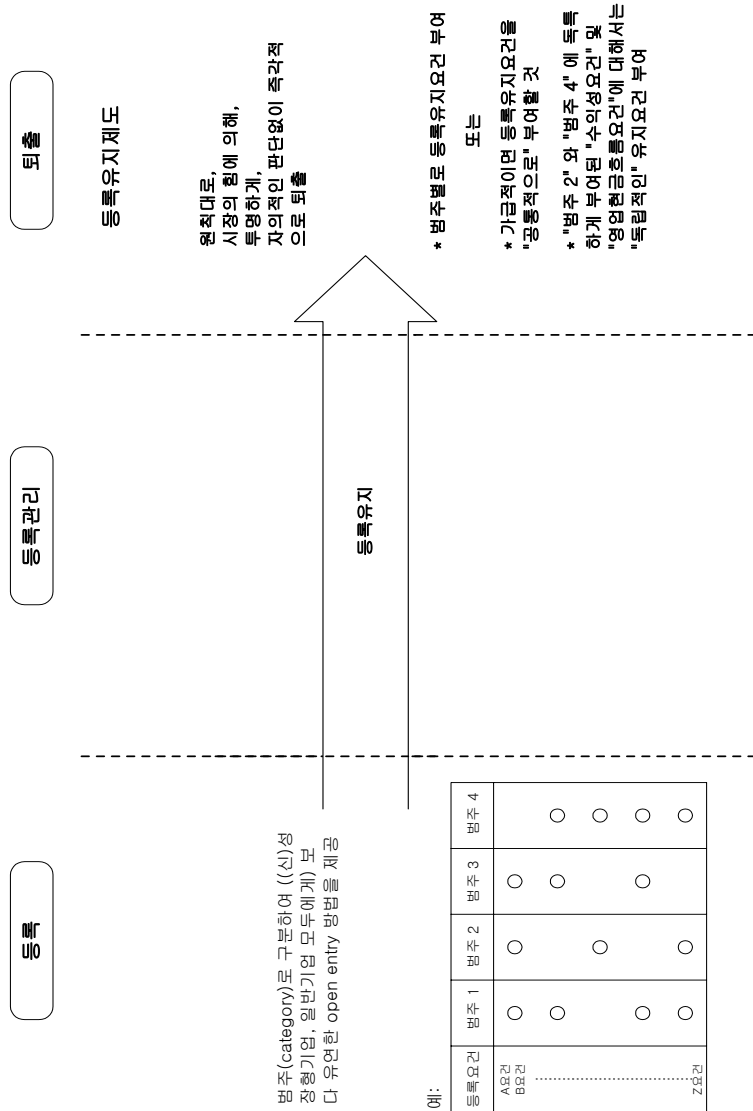 등록
등록관리
퇴출
범주(category)로 구분하여 ((신)성
장형기업, 일반기업 모두에게) 보
다 유연한 open entry 방법을 제공
예:
등록요건 범주 1 범주 2 범주 3 범주 4
A요건 ○ ○ ○
B요건 ○ ○ ○
○ ○
○ ○ ○
Z요건 ○ ○ ○
등록유지
등록유지제도
원칙대로,
시장의 힘에 의해,
투명하게,
자의적인 판단없이 즉각적
으로 퇴출
* 범주별로 등록유지요건 부여
또는
* 가급적이면 등록유지요건을
"공통적으로" 부여할 것
* "범주 2" 와 "범주 4" 에 독특
하게 부여된 "수익성요건" 및
"영업현금흐름요건"에 대해서는
"독립적인" 유지요건 부여